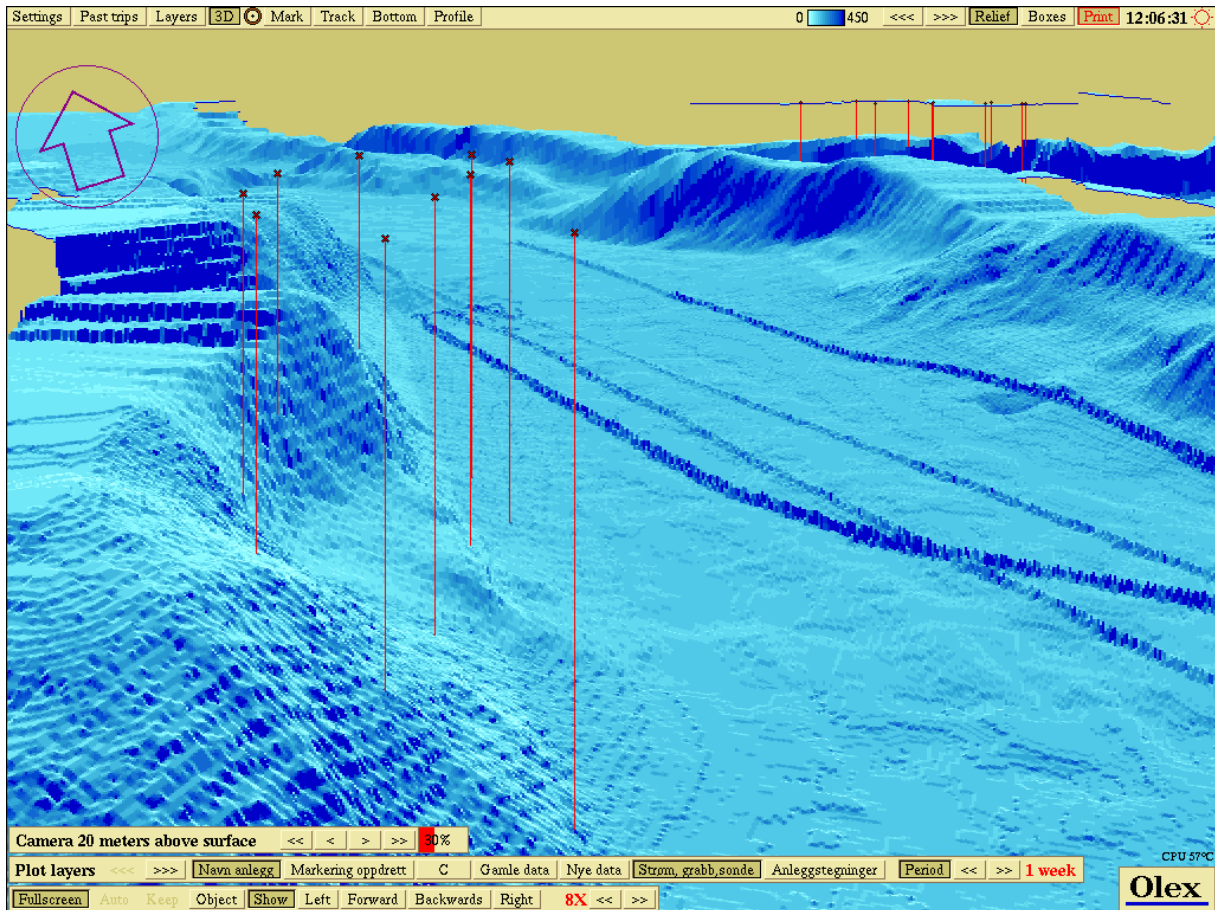 Settings Past trips Layers 3D Mark Track Bottom Profile 0 450 <<< >>> Relief Boxes Print 12:06:31
Camera 20 meters above surface << < > >> 30%
CPU 57°C
Plot layers <<< >>> Navn anlegg Markering oppdrett C Gamle data Nye data Strøm, grabb,sonde Anleggstegninger Period << >> 1 week
Olex
Fullscreen Auto Keep Object Show Left Forward Backwards Right 8X << >>